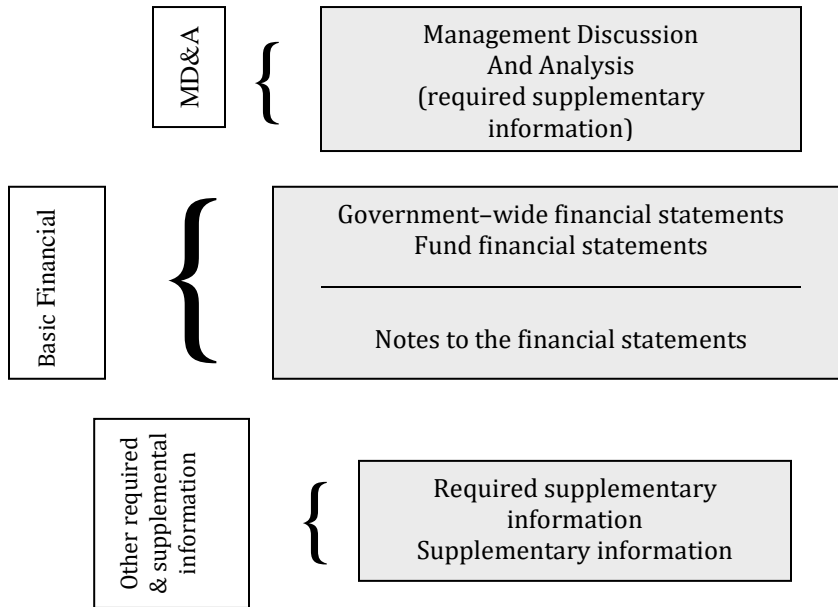 MD&A
Management Discussion
And Analysis
(required supplementary
information)
Basic Financial
Government–wide financial statements
Fund financial statements
Notes to the financial statements
Other required
& supplemental
information
Required supplementary
information
Supplementary information